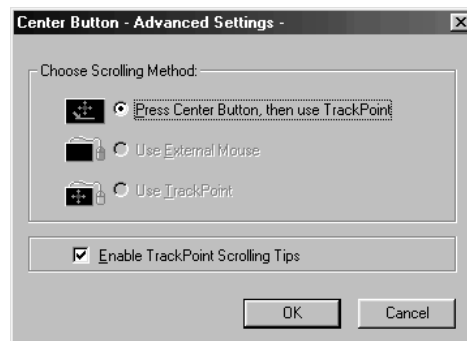 Center Button - Advanced Settings -
Choose Scrolling Method:
Press Center Button, then use TrackPoint
Use External Mouse
Use TrackPoint
Enable TrackPoint Scrolling Tips
OK Cancel